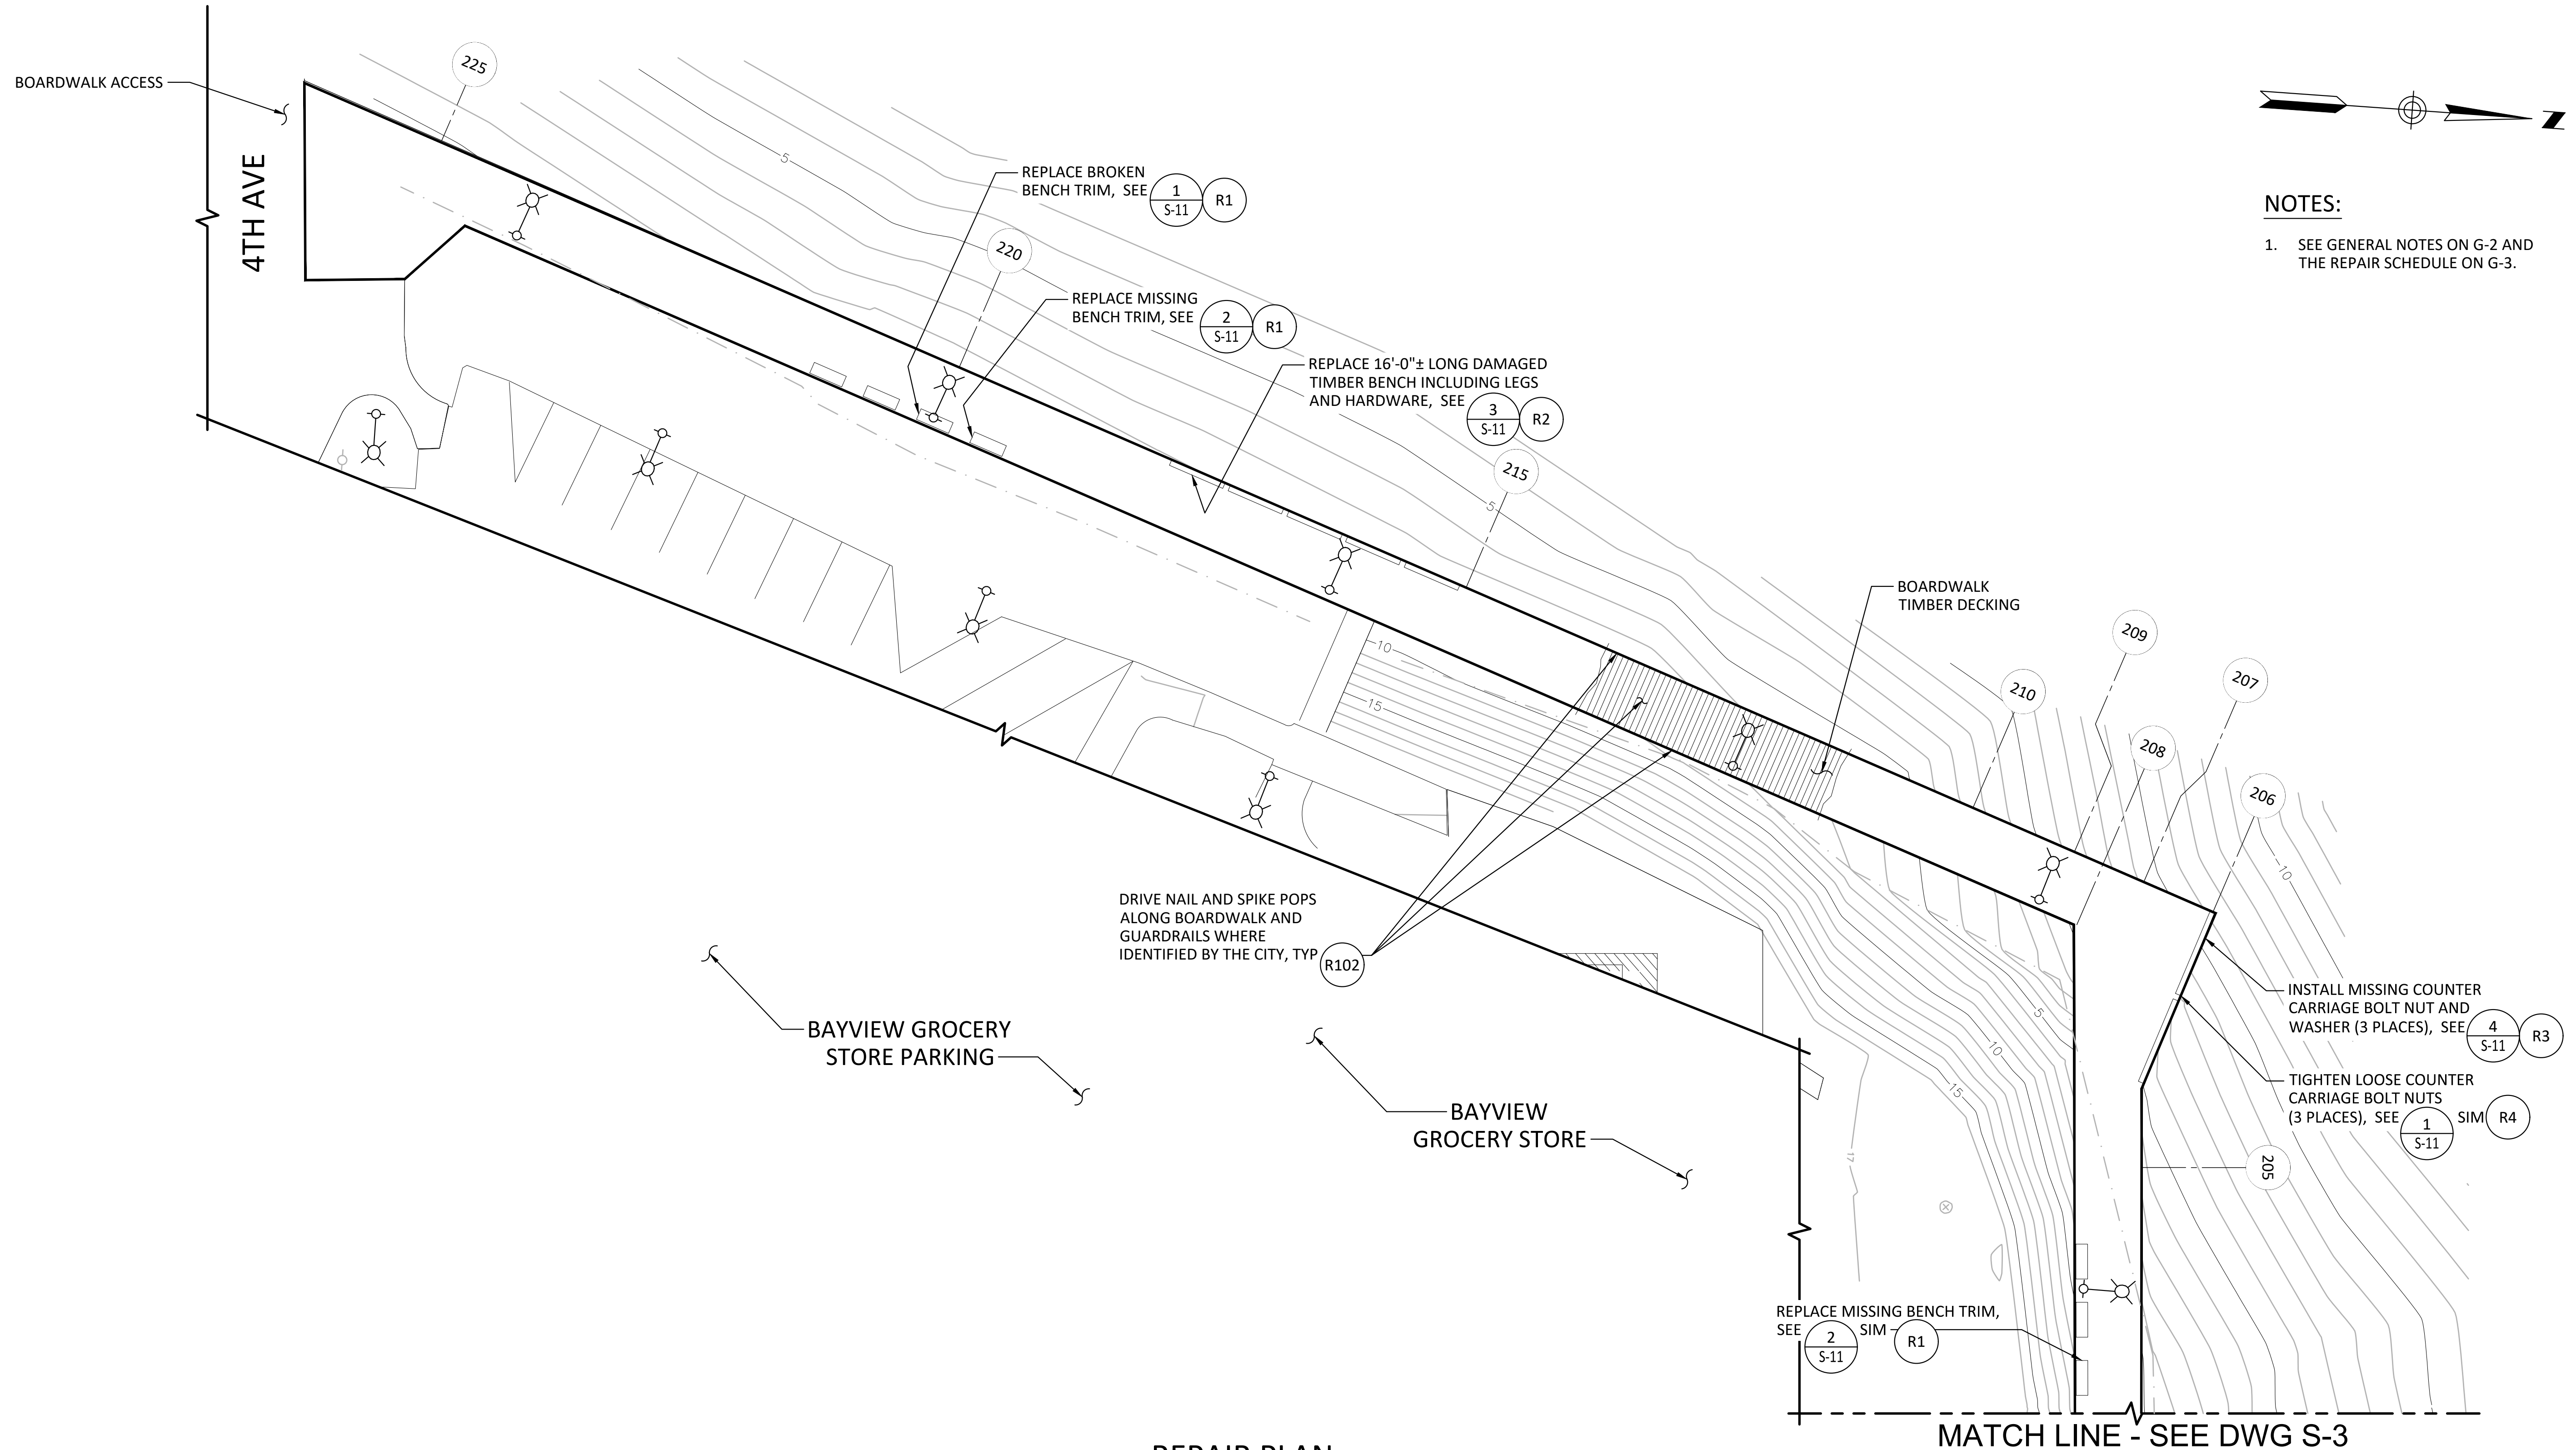 BOARDWALK ACCESS
4TH AVE
225
5
REPLACE BROKEN
BENCH TRIM, SEE
1
S-11
R1
220
REPLACE MISSING
BENCH TRIM, SEE
2
S-11
R1
REPLACE 16'-0"± LONG DAMAGED
TIMBER BENCH INCLUDING LEGS
AND HARDWARE, SEE
3
S-11
R2
215
5
N
NOTES:
1. SEE GENERAL NOTES ON G-2 AND
THE REPAIR SCHEDULE ON G-3.
BOARDWALK
TIMBER DECKING
209
210
207
208
206
10
10
15
DRIVE NAIL AND SPIKE POPS
ALONG BOARDWALK AND
GUARDRAILS WHERE
IDENTIFIED BY THE CITY, TYP
R102
BAYVIEW GROCERY
STORE PARKING
BAYVIEW
GROCERY STORE
5
10
15
17
INSTALL MISSING COUNTER
CARRIAGE BOLT NUT AND
WASHER (3 PLACES), SEE
4
S-11
R3
TIGHTEN LOOSE COUNTER
CARRIAGE BOLT NUTS
(3 PLACES), SEE
1
S-11
SIM
R4
205
REPLACE MISSING BENCH TRIM,
SEE
2
S-11
SIM
R1
MATCH LINE - SEE DWG S-3
REPAIR PLAN